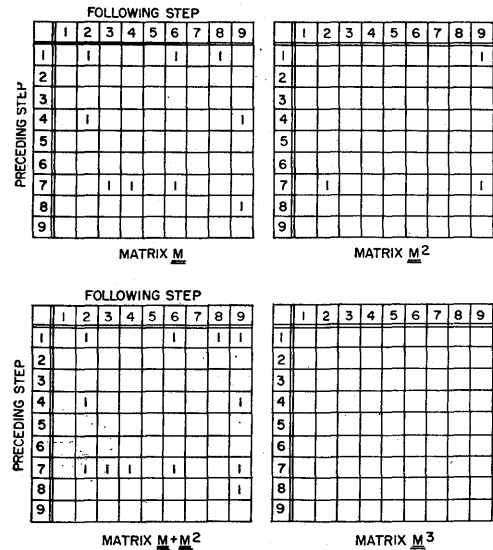 FOLLOWING STEP
1 2 3 4 5 6 7 8 9
PRECEDING STEP
1 1 1 1
2
3
4 1 1
5
6
7 1 1 1
8 1
9
MATRIX M
1 2 3 4 5 6 7 8 9
1 1
2
3
4
5
6
7 1 1
8
9
MATRIX M²
FOLLOWING STEP
1 2 3 4 5 6 7 8 9
PRECEDING STEP
1 1 1 1 1
2
3
4 1 1
5
6
7 1 1 1 1 1
8 1
9
MATRIX M+M²
1 2 3 4 5 6 7 8 9
1
2
3
4
5
6
7
8
9
MATRIX M³